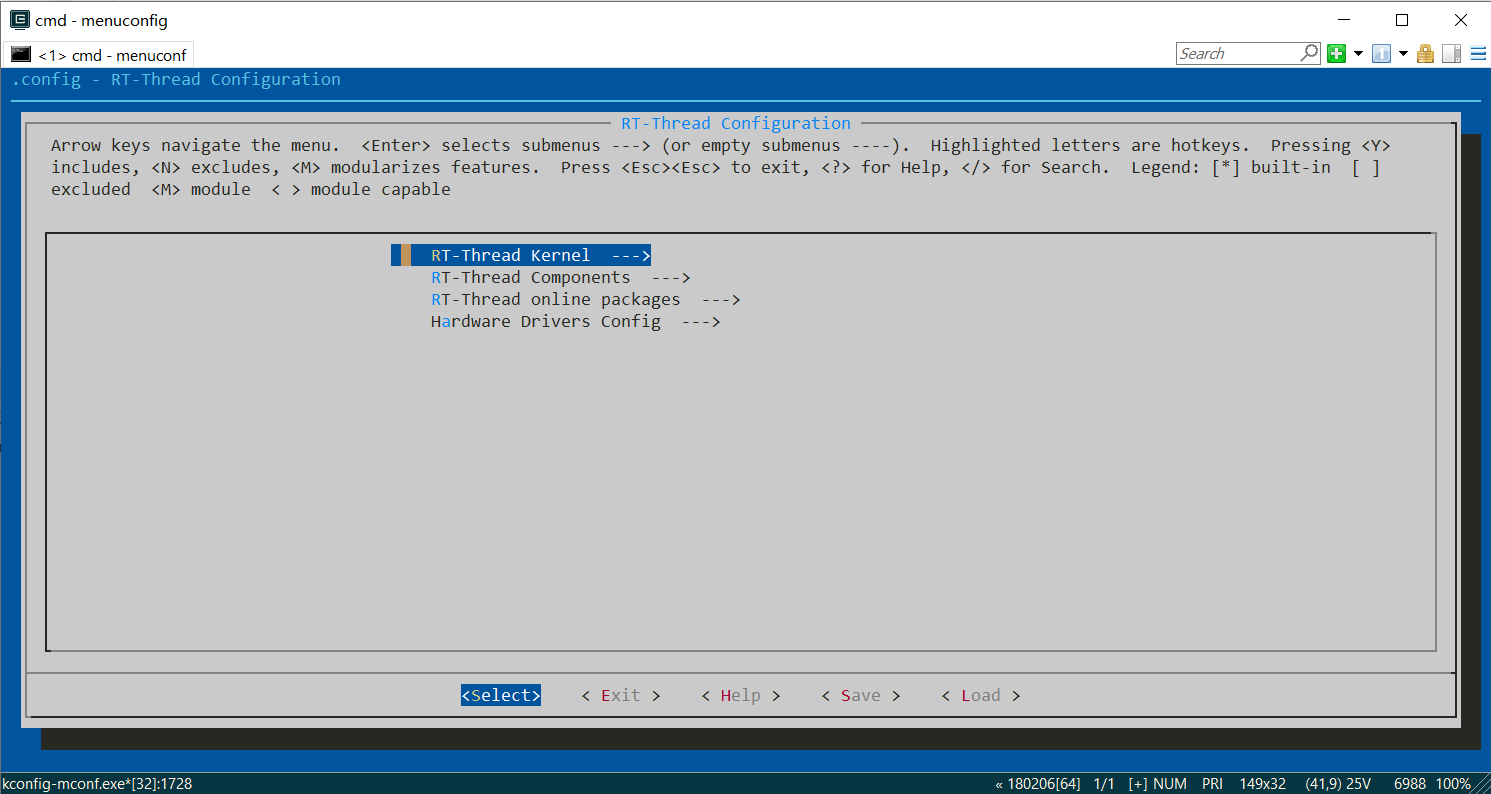 cmd - menuconfig
<1> cmd - menuconf
Search
1
.config - RT-Thread Configuration
RT-Thread Configuration
Arrow keys navigate the menu.  <Enter> selects submenus ---> (or empty submenus ----).  Highlighted letters are hotkeys.  Pressing <Y>
includes, <N> excludes, <M> modularizes features.  Press <Esc><Esc> to exit, <?> for Help, </> for Search.  Legend: [*] built-in  [ ]
excluded  <M> module  < > module capable
RT-Thread Kernel  --->
RT-Thread Components  --->
RT-Thread online packages  --->
Hardware Drivers Config  --->
<Select>    < Exit >    < Help >    < Save >    < Load >
kconfig-mconf.exe*[32]:1728    « 180206[64]  1/1  [+] NUM  PRI  149x32  (41,9) 25V  6988  100%